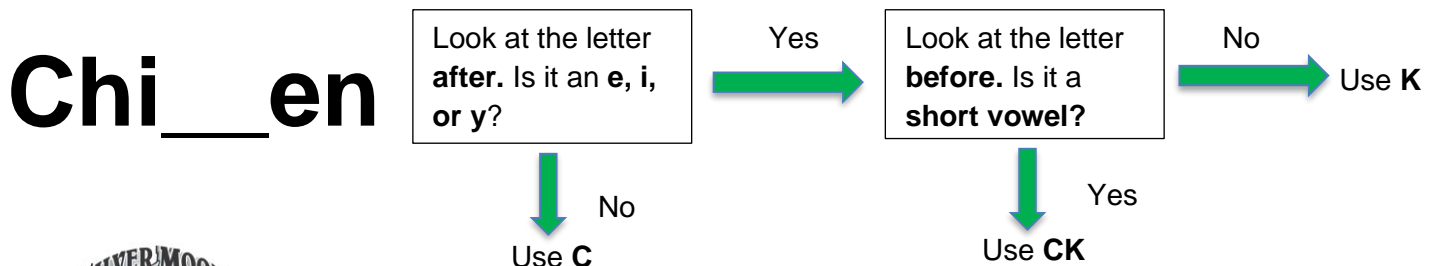 Chi__en
Look at the letter
after. Is it an e, i,
or y?
Yes
Look at the letter
before. Is it a
short vowel?
No
Use K
No
Use C
Yes
Use CK